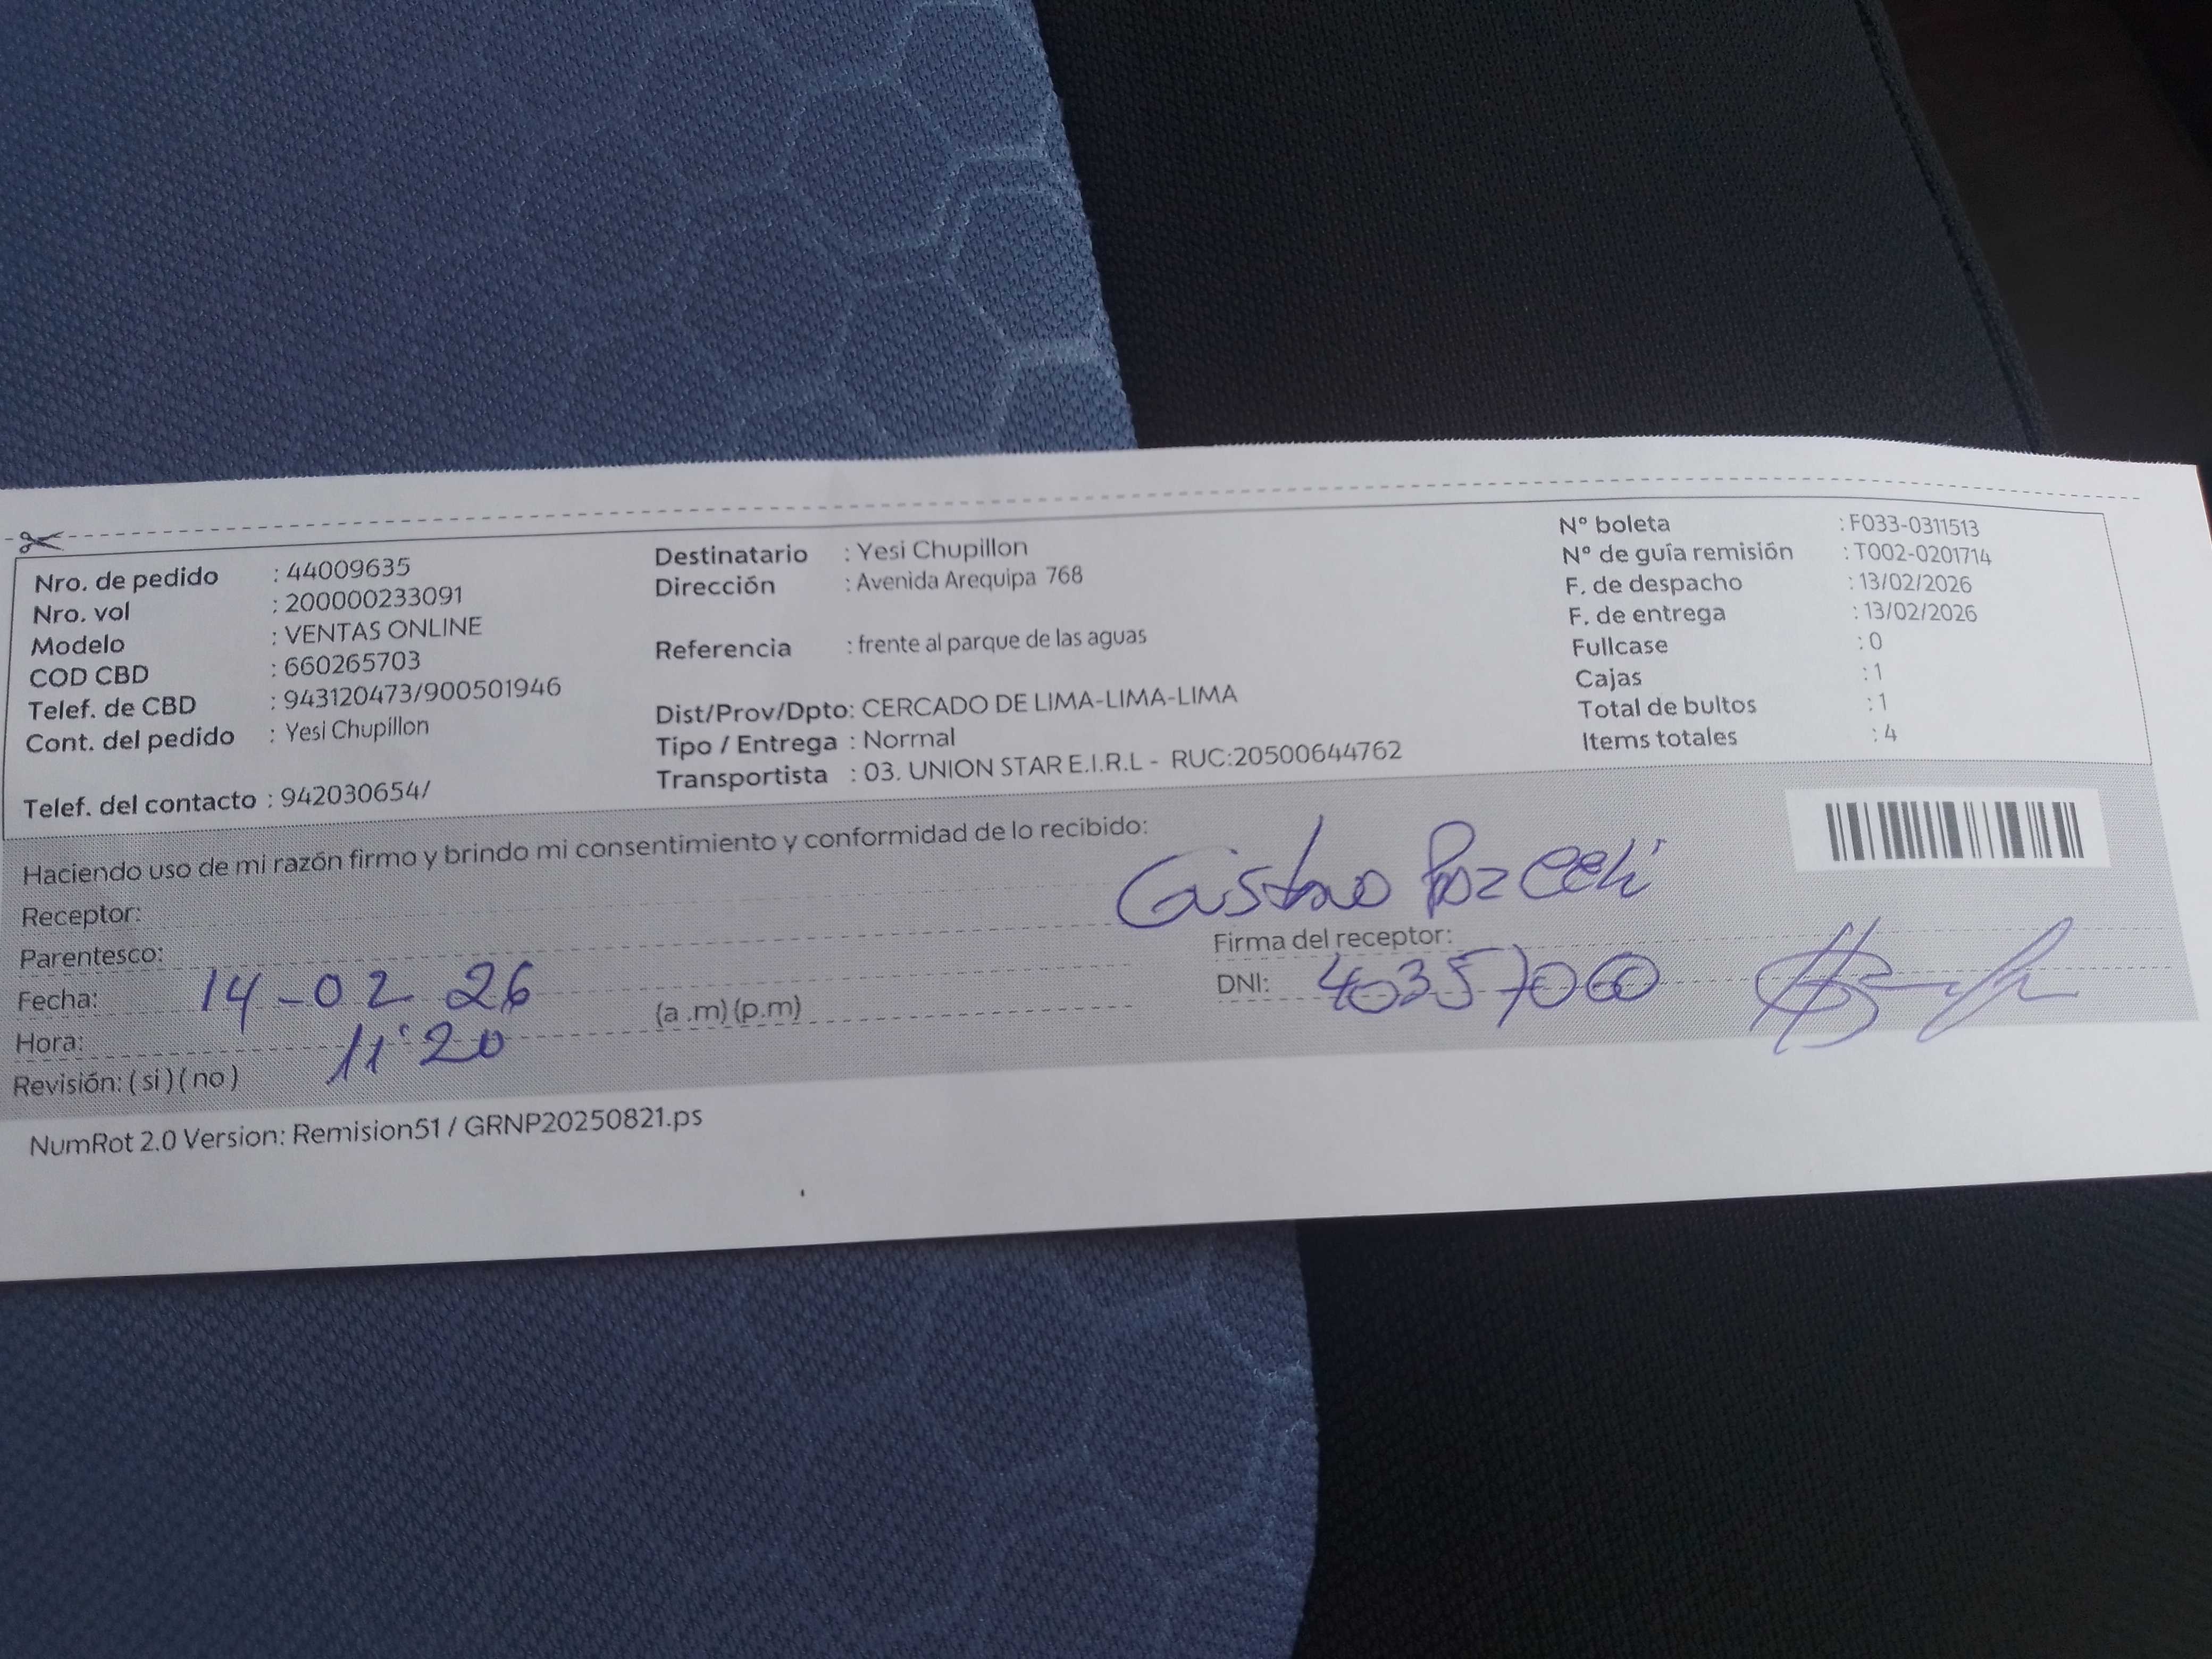 Nro. de pedido : 44009635
Nro. vol : 200000233091
Modelo : VENTAS ONLINE
COD CBD : 660265703
Telef. de CBD : 943120473/900501946
Cont. del pedido : Yesi Chupillon
Telef. del contacto : 942030654/
Destinatario : Yesi Chupillon
Dirección : Avenida Arequipa 768
Referencia : frente al parque de las aguas
Dist/Prov/Dpto: CERCADO DE LIMA-LIMA-LIMA
Tipo / Entrega : Normal
Transportista : 03. UNION STAR E.I.R.L - RUC:20500644762
N° boleta : F033-0311513
N° de guía remisión : T002-0201714
F. de despacho : 13/02/2026
F. de entrega : 13/02/2026
Fullcase : 0
Cajas : 1
Total de bultos : 1
Items totales : 4
Haciendo uso de mi razón firmo y brindo mi consentimiento y conformidad de lo recibido:
Receptor:
Parentesco:
Fecha: 14-02 26
Hora: 11:20 (a .m) (p.m)
Revisión: ( si ) ( no )
Gustavo
Firma del receptor:
DNI:
NumRot 2.0 Version: Remision51 / GRNP20250821.ps